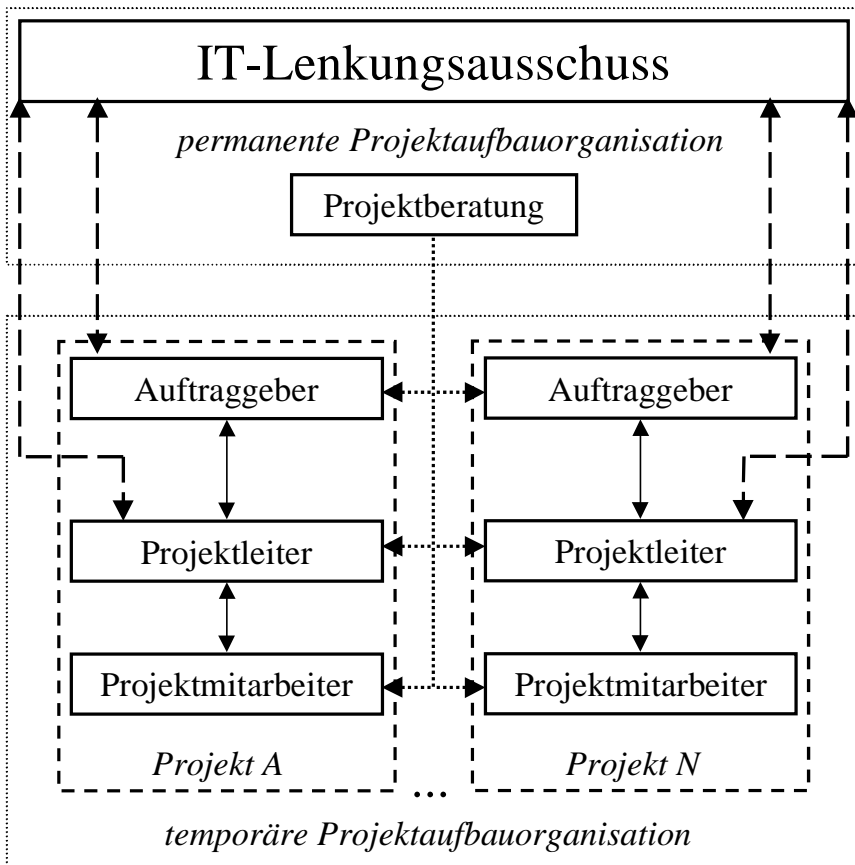 IT-Lenkungsausschuss
permanente Projektaufbauorganisation
Projektberatung
Auftraggeber
Auftraggeber
Projektleiter
Projektleiter
Projektmitarbeiter
Projektmitarbeiter
Projekt A
Projekt N
...
temporäre Projektaufbauorganisation